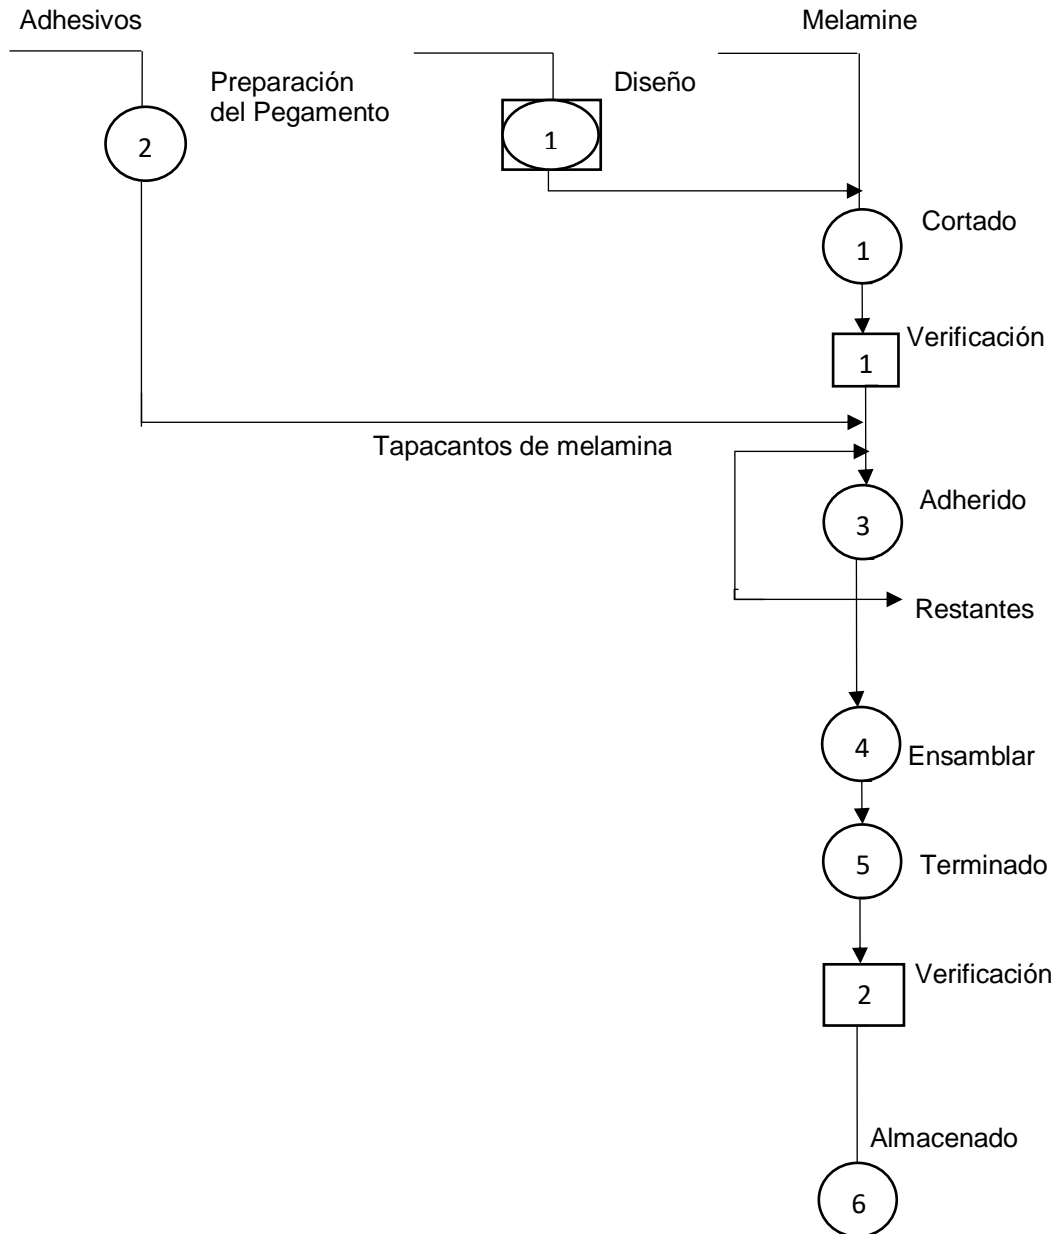 Adhesivos
Melamine
Preparación
del Pegamento
Diseño
2
1
Cortado
1
Verificación
1
Tapacantos de melamina
Adherido
3
Restantes
4
Ensamblar
5
Terminado
Verificación
2
Almacenado
6